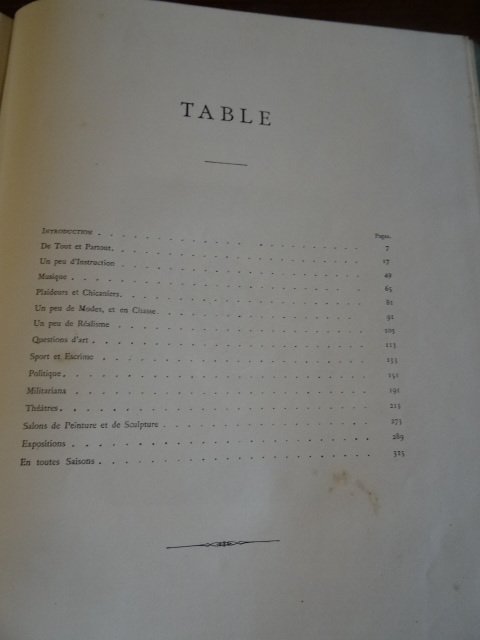 TABLE
Pages.
INTRODUCTION . . . . . . . . . . . . . . . . 7
De Tout et Partout. . . . . . . . . . . . . . . . 17
Un peu d'Instruction . . . . . . . . . . . . . . . . 49
Musique . . . . . . . . . . . . . . . . 65
Plaideurs et Chicaniers. . . . . . . . . . . . . . . . 81
Un peu de Modes, et en Chasse. . . . . . . . . . . . . . . . 91
Un peu de Réalisme . . . . . . . . . . . . . . . . 105
Questions d'art . . . . . . . . . . . . . . . . 113
Sport et Escrime . . . . . . . . . . . . . . . . 133
Politique. . . . . . . . . . . . . . . . 151
Militariana . . . . . . . . . . . . . . . . 191
Théâtres. . . . . . . . . . . . . . . . 213
Salons de Peinture et de Sculpture . . . . . . . . . . . . . . . . 273
Expositions . . . . . . . . . . . . . . . . 289
En toutes Saisons . . . . . . . . . . . . . . . . 315